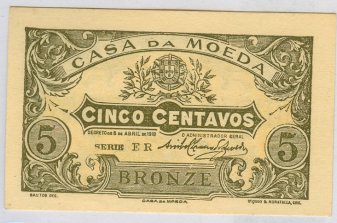 CASA DA MOEDA
CINCO CENTAVOS
DECRETO DE 5 DE ABRIL DE 1918
O ADMINISTRADOR GERAL
5
SERIE ER
5
BRONZE
CASA DA MOEDA